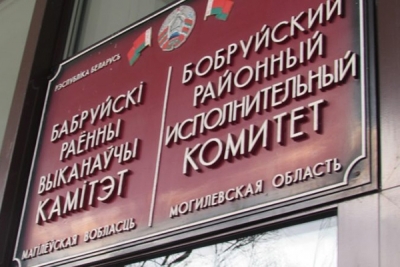 РЭСПУБЛІКА БЕЛАРУСЬ
БАБРУЙСКІ
РАЁННЫ
ВЫКАНАЎЧЫ
КАМІТЭТ
МАГІЛЁЎСКАЯ ВОБЛАСЦЬ
БОБРУЙСКИЙ
РАЙОННЫЙ
ИСПОЛНИТЕЛЬНЫЙ
КОМИТЕТ
МОГИЛЕВСКАЯ ОБЛАСТЬ